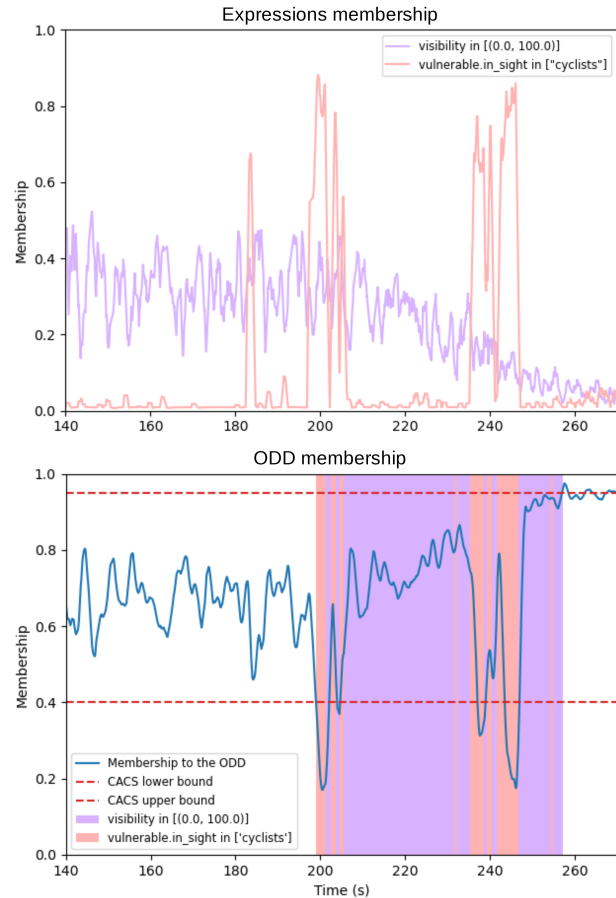 Expressions membership
1.0
visibility in [(0.0, 100.0)]
vulnerable.in_sight in ["cyclists"]
0.8
0.6
Membership
0.4
0.2
0.0
140 160 180 200 220 240 260
ODD membership
1.0
0.8
0.6
Membership
0.4
Membership to the ODD
CACS lower bound
0.2
CACS upper bound
visibility in [(0.0, 100.0)]
vulnerable.in_sight in ['cyclists']
0.0
140 160 180 200 220 240 260
Time (s)